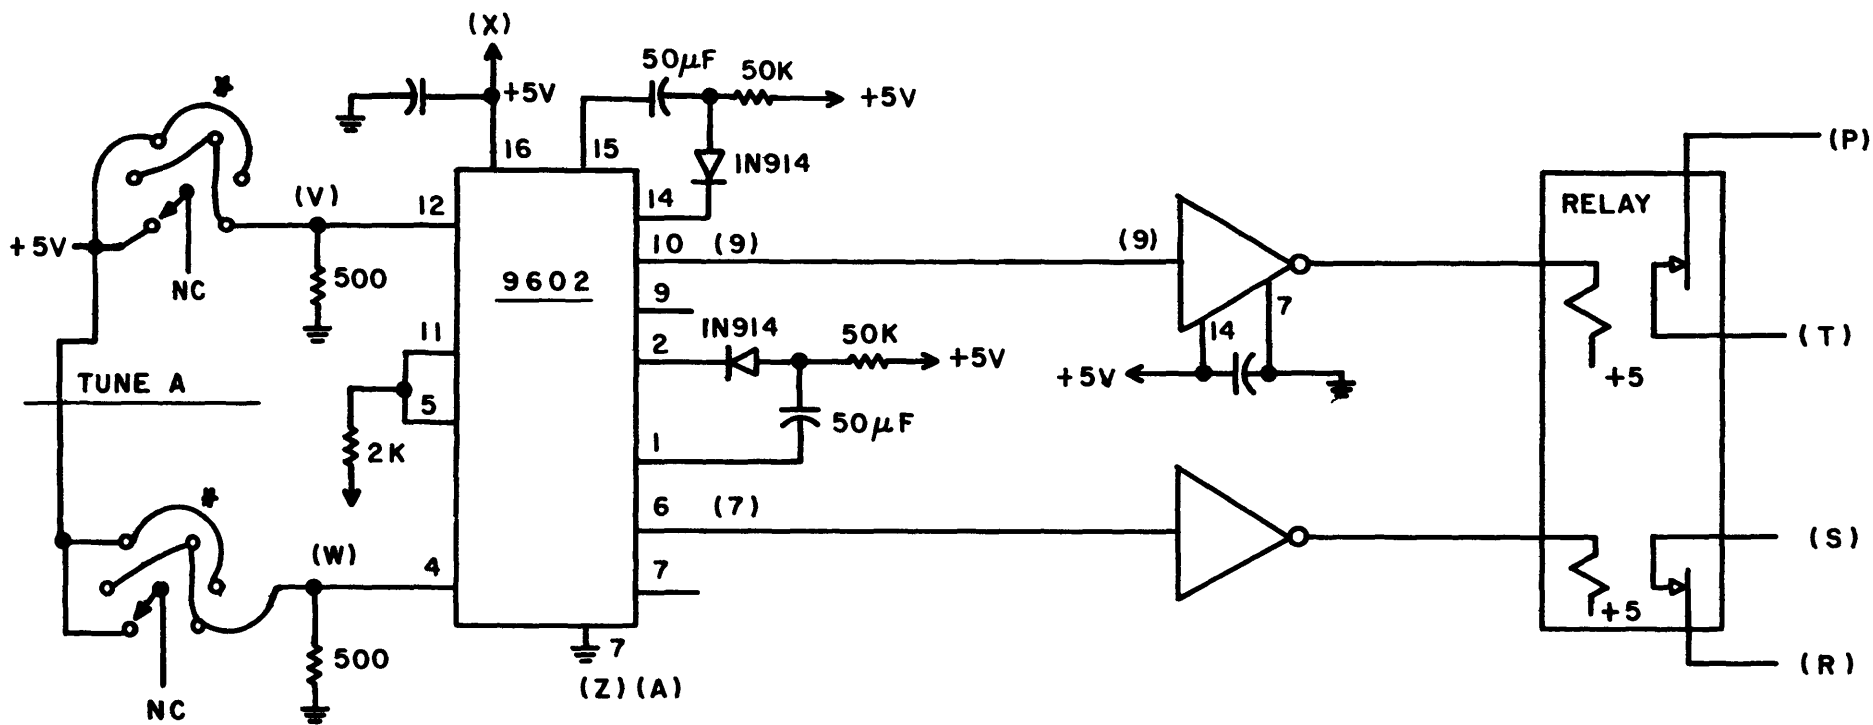 (X)
50μF
50K
+5V
+5V
*
16
15
1N914
(P)
14
RELAY
(V)
12
10 (9)
(9)
+5V
9602
500
NC
9
7
11
1N914
14
2
50K
+5V
(T)
+5V
+5
TUNE A
5
50μF
2K
1
*
6 (7)
(S)
(W)
4
7
+5
500
7
(R)
(Z) (A)
NC